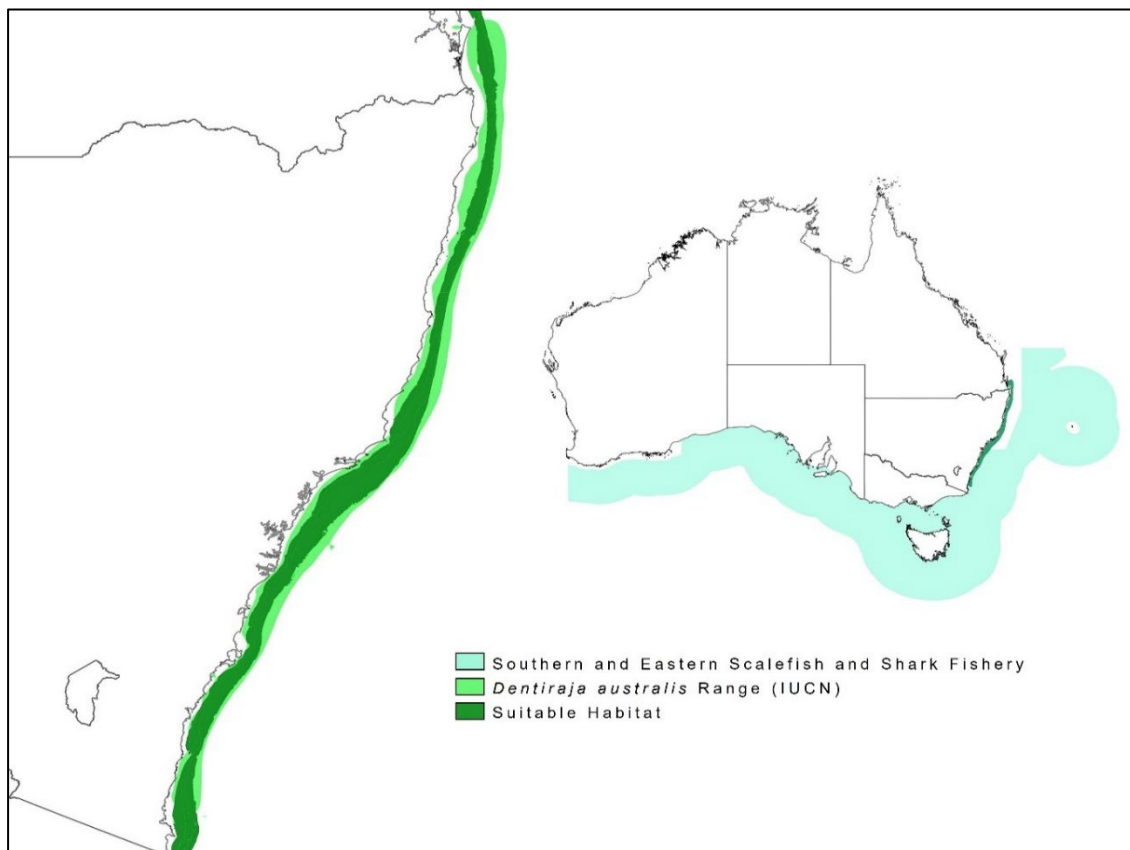 Southern and Eastern Scalefish and Shark Fishery
Dentiraja australis Range (IUCN)
Suitable Habitat